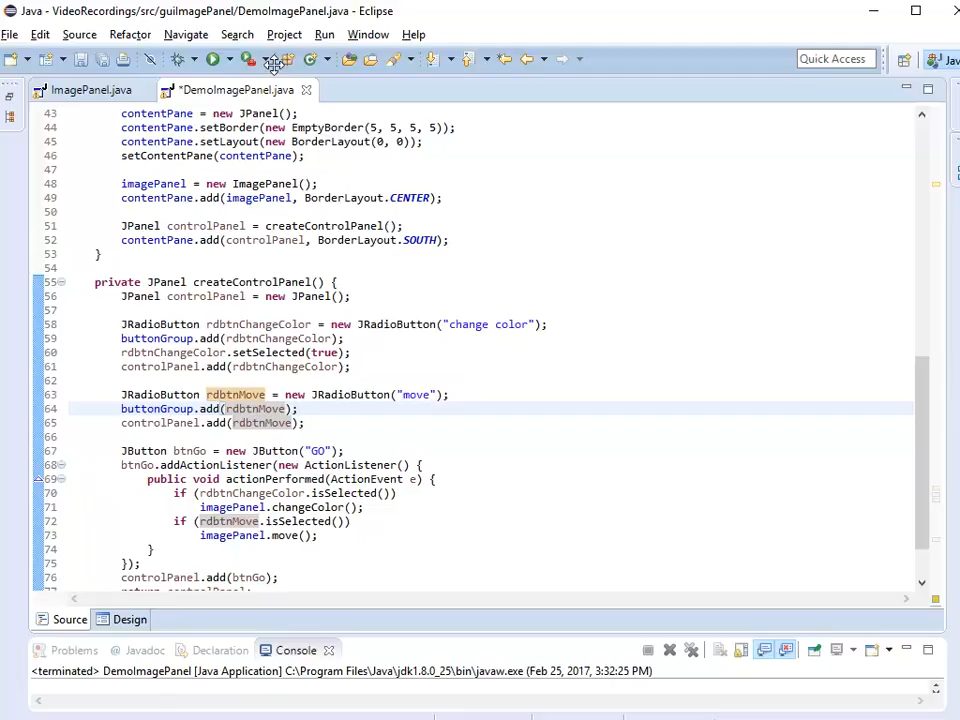 Java - VideoRecordings/src/guiImagePanel/DemoImagePanel.java - Eclipse
File Edit Source Refactor Navigate Search Project Run Window Help
Quick Access
Jav
ImagePanel.java *DemoImagePanel.java
43 contentPane = new JPanel();
44 contentPane.setBorder(new EmptyBorder(5, 5, 5, 5));
45 contentPane.setLayout(new BorderLayout(0, 0));
46 setContentPane(contentPane);
47
48 imagePanel = new ImagePanel();
49 contentPane.add(imagePanel, BorderLayout.CENTER);
50
51 JPanel controlPanel = createControlPanel();
52 contentPane.add(controlPanel, BorderLayout.SOUTH);
53 }
54
55 private JPanel createControlPanel() {
56 JPanel controlPanel = new JPanel();
57
58 JRadioButton rdbtnChangeColor = new JRadioButton("change color");
59 buttonGroup.add(rdbtnChangeColor);
60 rdbtnChangeColor.setSelected(true);
61 controlPanel.add(rdbtnChangeColor);
62
63 JRadioButton rdbtnMove = new JRadioButton("move");
64 buttonGroup.add(rdbtnMove);
65 controlPanel.add(rdbtnMove);
66
67 JButton btnGo = new JButton("GO");
68 btnGo.addActionListener(new ActionListener() {
69 public void actionPerformed(ActionEvent e) {
70 if (rdbtnChangeColor.isSelected())
71 imagePanel.changeColor();
72 if (rdbtnMove.isSelected())
73 imagePanel.move();
74 }
75 });
76 controlPanel.add(btnGo);
77 return controlPanel;
Source Design
Problems @ Javadoc Declaration Console
<terminated> DemoImagePanel [Java Application] C:\Program Files\Java\jdk1.8.0_25\bin\javaw.exe (Feb 25, 2017, 3:32:25 PM)